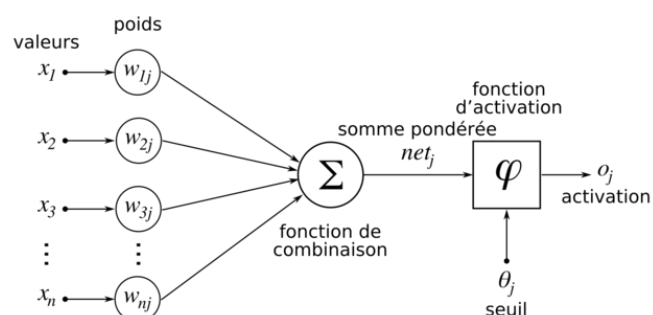 poids
valeurs
x₁
w₁ⱼ
x₂
w₂ⱼ
x₃
w₃ⱼ
⋮
⋮
xₙ
wₙⱼ
Σ
fonction de
combinaison
somme pondérée
netⱼ
fonction
d’activation
φ
oⱼ
activation
θⱼ
seuil